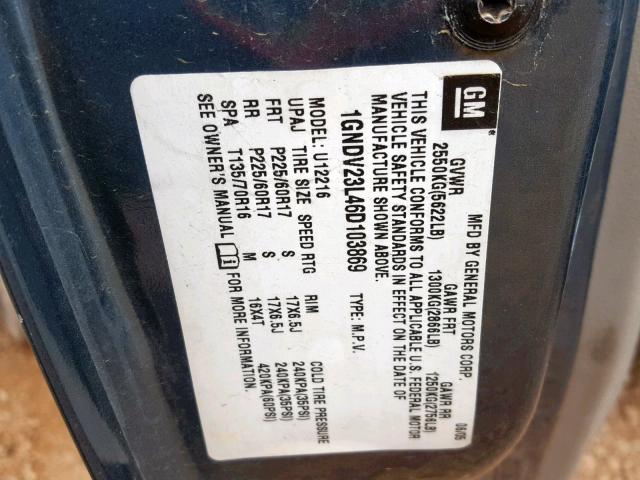 GM
MFD BY GENERAL MOTORS CORP. 06/05
GVWR GAWR FRT GAWR RR
2550KG(5622LB) 1300KG(2866LB) 1250KG(2756LB)
THIS VEHICLE CONFORMS TO ALL APPLICABLE U.S. FEDERAL MOTOR
VEHICLE SAFETY STANDARDS IN EFFECT ON THE DATE OF
MANUFACTURE SHOWN ABOVE.
1GNDV23L46D103869 TYPE: M.P.V.
MODEL: U12216
UPAJ TIRE SIZE SPEED RTG RIM COLD TIRE PRESSURE
FRT P225/60R17 S 17X6.5J 240KPA(35PSI)
RR P225/60R17 S 17X6.5J 240KPA(35PSI)
SPA T135/70R16 M 16X4T 420KPA(60PSI)
SEE OWNER'S MANUAL FOR MORE INFORMATION.